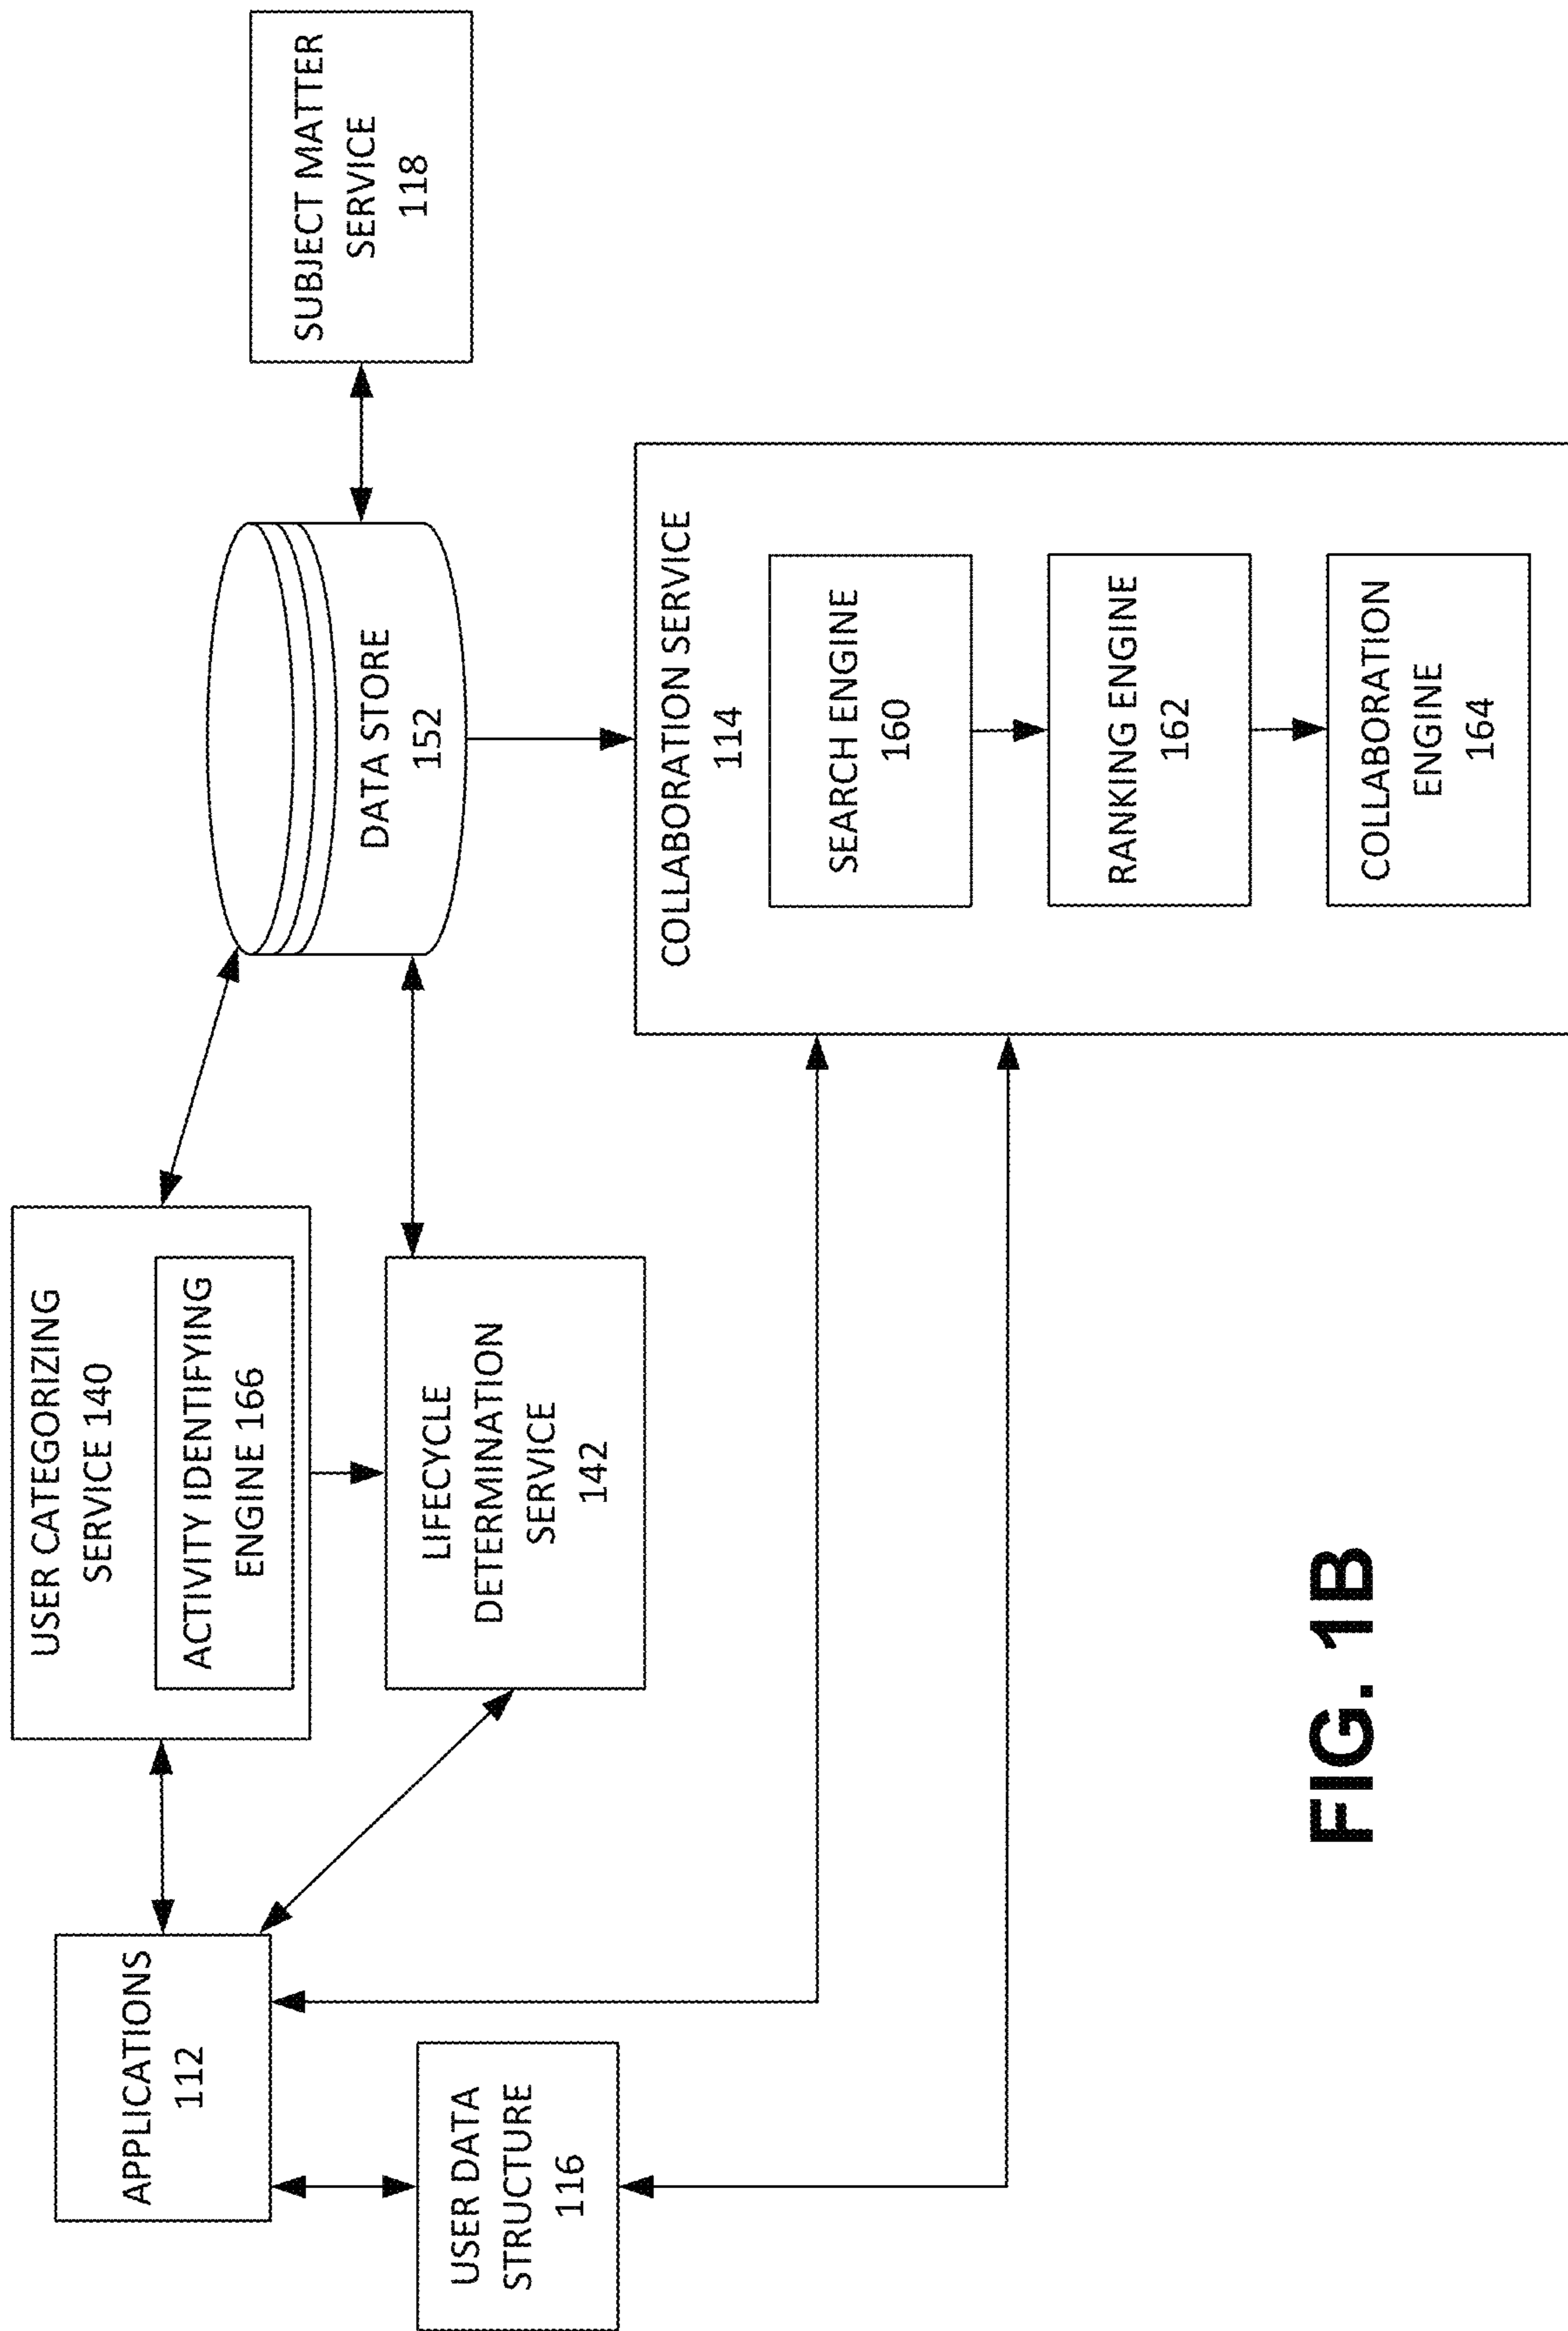 APPLICATIONS
112
USER DATA
STRUCTURE
116
USER CATEGORIZING
SERVICE 140
ACTIVITY IDENTIFYING
ENGINE 166
LIFECYCLE
DETERMINATION
SERVICE
142
DATA STORE
152
SUBJECT MATTER
SERVICE
118
COLLABORATION SERVICE
114
SEARCH ENGINE
160
RANKING ENGINE
162
COLLABORATION
ENGINE
164
FIG. 1B